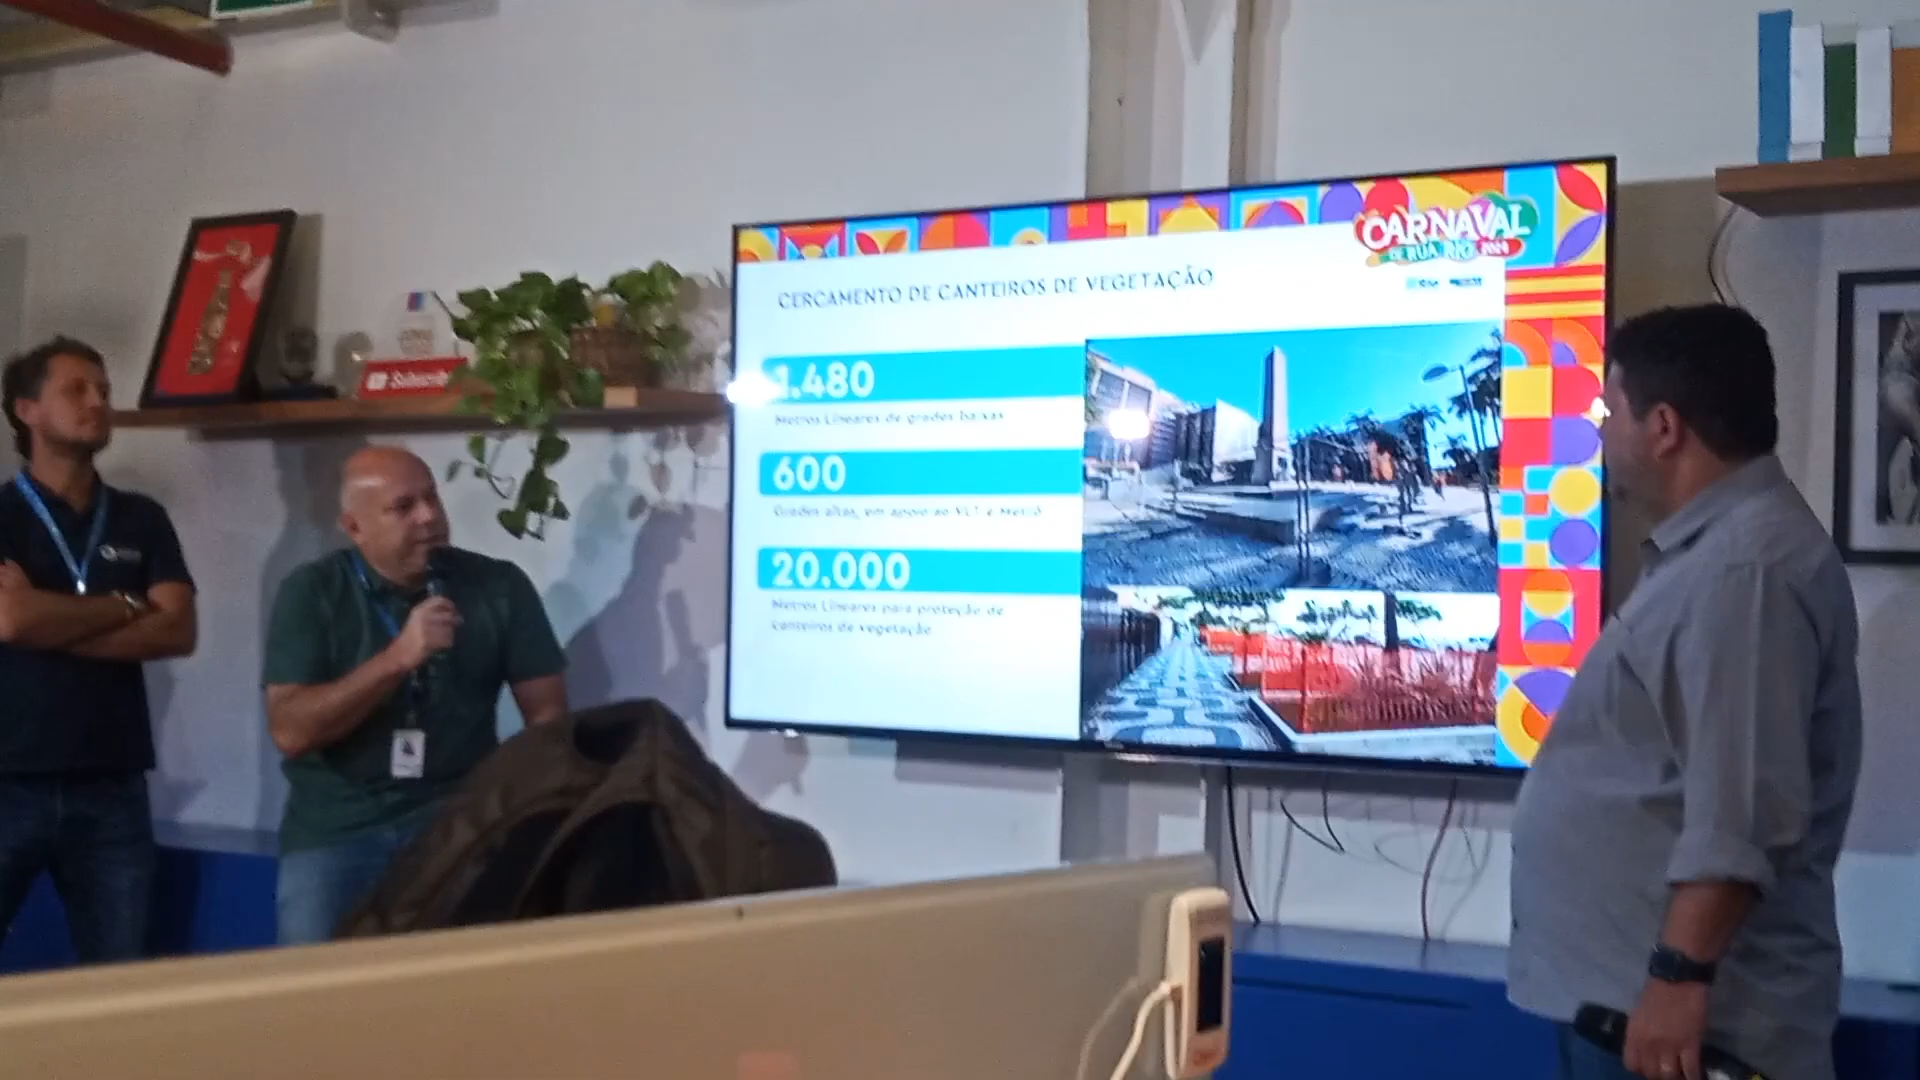 CARNAVAL
DE RUA RIO 2024
CERCAMENTO DE CANTEIROS DE VEGETAÇÃO
1.480
Metros Lineares de grades baixas
600
Grades altas, em apoio ao VLT e Metrô
20.000
Metros Lineares para proteção de
canteiros de vegetação
Subscribe